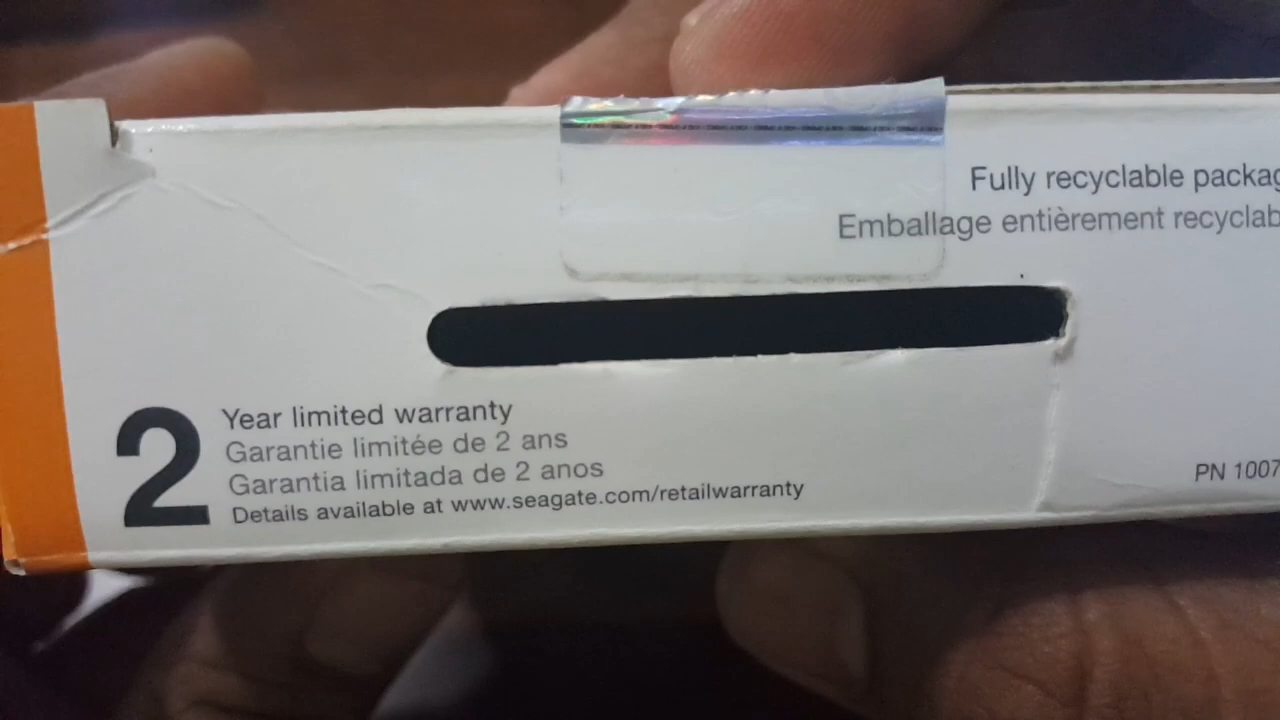 Fully recyclable packag
Emballage entièrement recyclab
2
Year limited warranty
Garantie limitée de 2 ans
Garantia limitada de 2 anos
Details available at www.seagate.com/retailwarranty
PN 1007